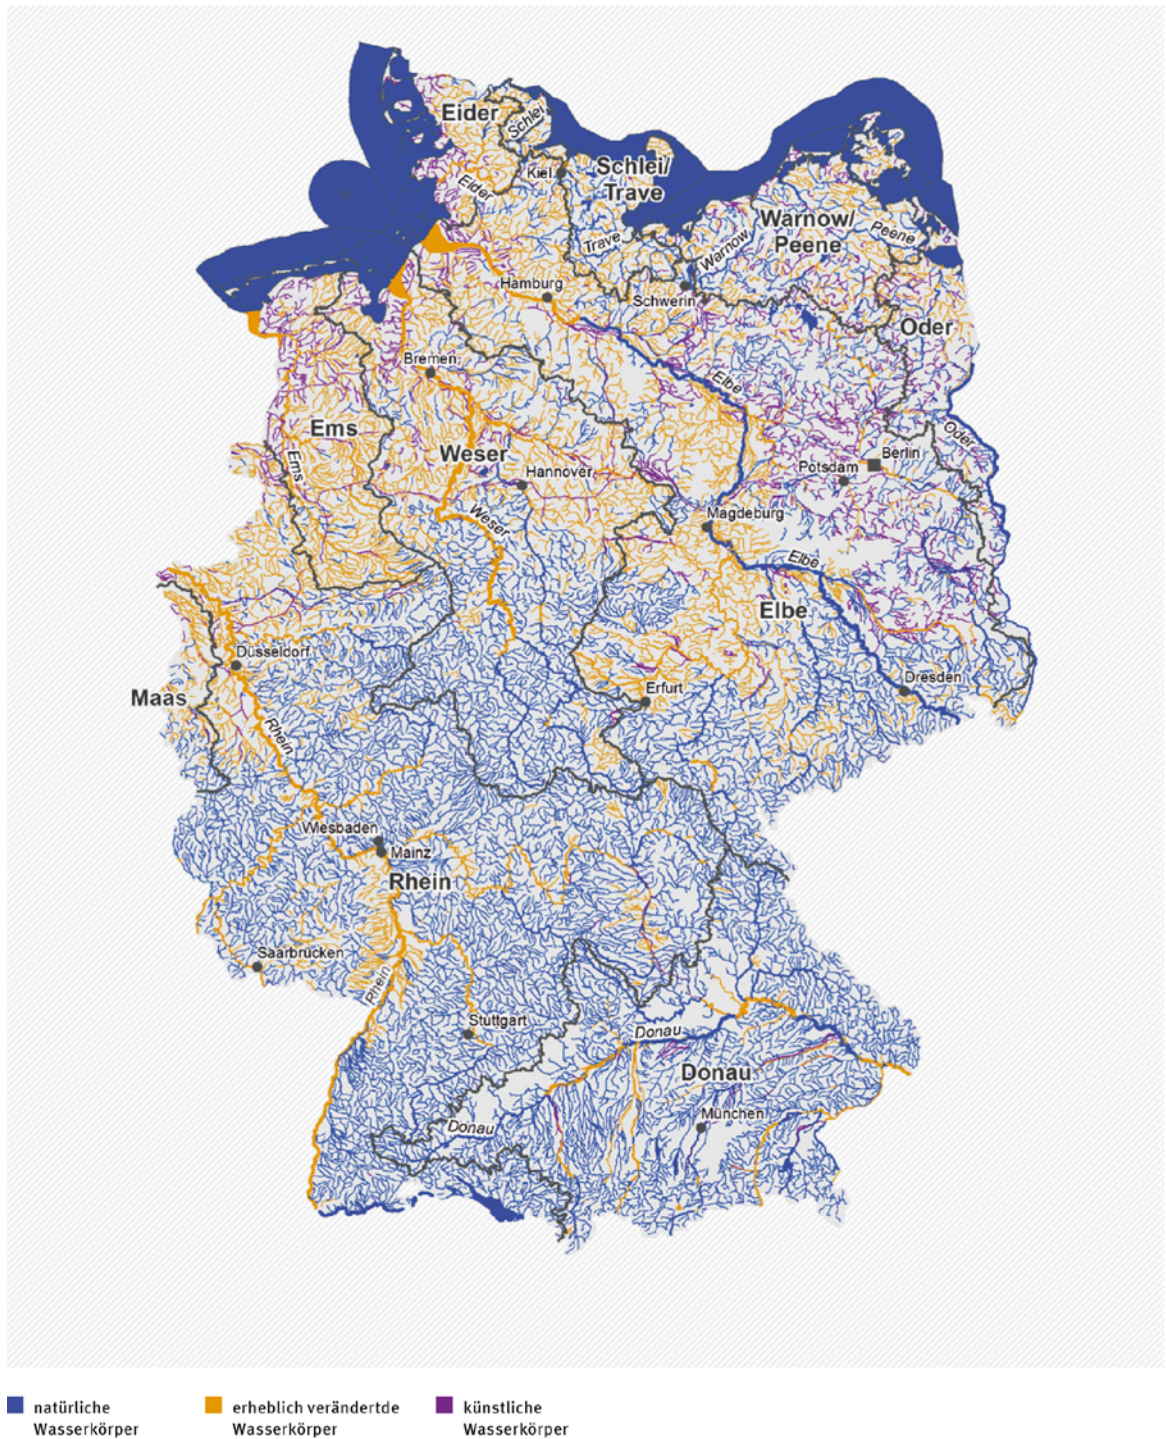 Eider
Schlei
Kiel
Schlei/
Trave
Eider
Warnow/
Peene
Peene
Trave
Warnow
Hamburg
Schwerin
Oder
Bremen
Elbe
Ems
Oder
Weser
Berlin
Ems
Hannover
Potsdam
Weser
Magdeburg
Elbe
Elbe
Düsseldorf
Dresden
Maas
Erfurt
Rhein
Wiesbaden
Mainz
Rhein
Saarbrücken
Rhein
Stuttgart
Donau
Donau
München
Donau
natürliche
Wasserkörper
erheblich verändertde
Wasserkörper
künstliche
Wasserkörper